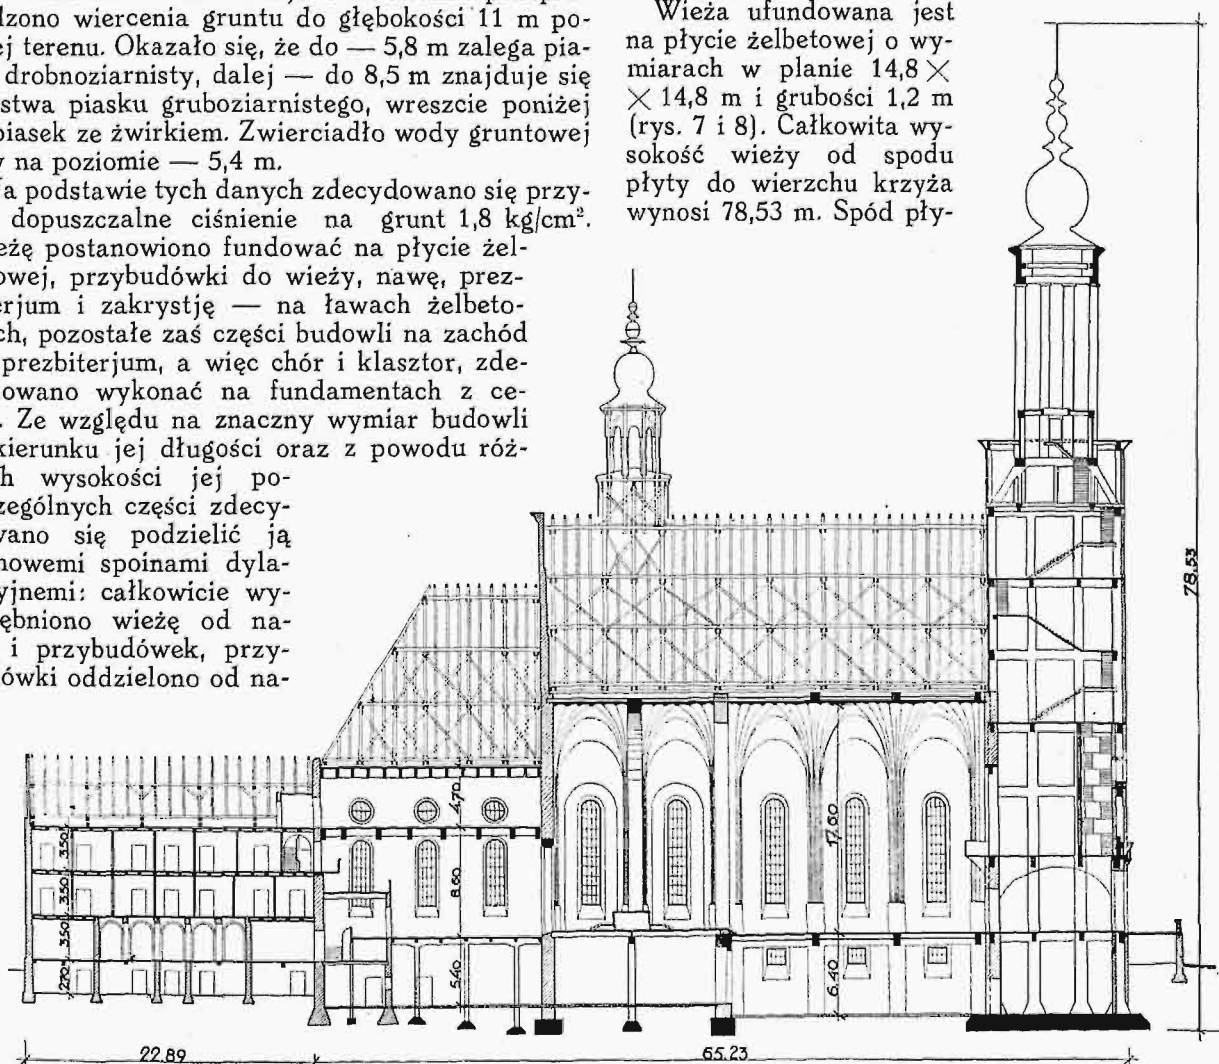 dzono wiercenia gruntu do głębokości 11 m po-
ej terenu. Okazało się, że do — 5,8 m zalega pia-
drobnoziarnisty, dalej — do 8,5 m znajduje się
stwa piasku gruboziarnistego, wreszcie poniżej
piasek ze żwirkiem. Zwierciadło wody gruntowej
y na poziomie — 5,4 m.
a podstawie tych danych zdecydowano się przy-
dopuszczalne ciśnienie na grunt 1,8 kg/cm².
eżę postanowiono fundować na płycie żel-
owej, przybudówki do wieży, nawę, prez-
erjum i zakrystję — na ławach żelbeto-
ch, pozostałe zaś części budowli na zachód
prezbiterjum, a więc chór i klasztor, zde-
owano wykonać na fundamentach z ce-
. Ze względu na znaczny wymiar budowli
kierunku jej długości oraz z powodu róż-
h wysokości jej po-
zególnych części zdecy-
wano się podzielić ją
nowemi spoinami dyla-
yjnemi: całkowicie wy-
ębniono wieżę od na-
i przybudówek, przy-
ówki oddzielono od na-
Wieża ufundowana jest
na płycie żelbetowej o wy-
miarach w planie 14,8 ×
× 14,8 m i grubości 1,2 m
(rys. 7 i 8). Całkowita wy-
sokość wieży od spodu
płyty do wierzchu krzyża
wynosi 78,53 m. Spód pły-
78.53
4.70
17.60
3.50
8.60
3.50
3.50
2.70
5.40
6.40
22.89
65.23